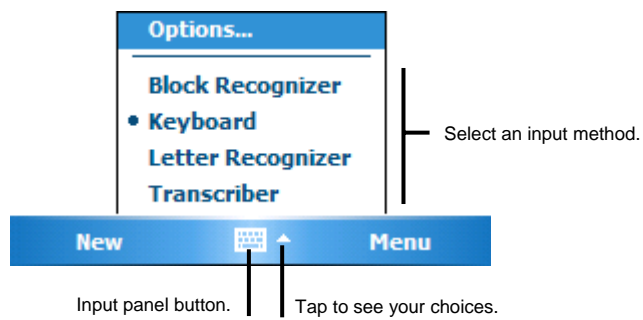 Options...
Block Recognizer
Keyboard
Select an input method.
Letter Recognizer
Transcriber
New
Menu
Input panel button.
Tap to see your choices.